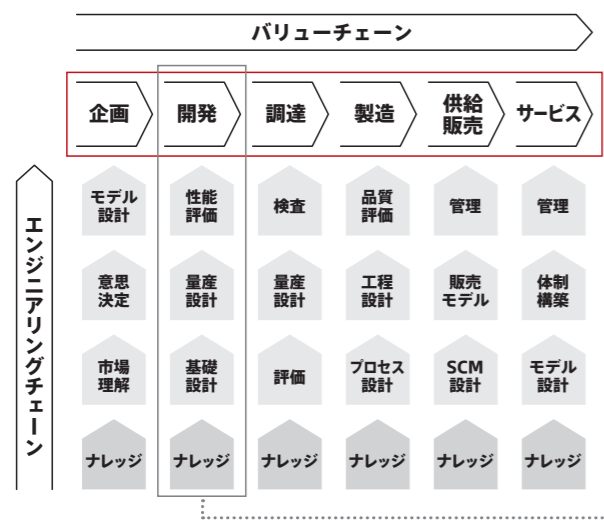 バリューチェーン
企画
開発
調達
製造
供給
販売
サービス
エンジニアリングチェーン
モデル
設計
性能
評価
検査
品質
評価
管理
管理
意思
決定
量産
設計
量産
設計
工程
設計
販売
モデル
体制
構築
市場
理解
基礎
設計
評価
プロセス
設計
SCM
設計
モデル
設計
ナレッジ
ナレッジ
ナレッジ
ナレッジ
ナレッジ
ナレッジ